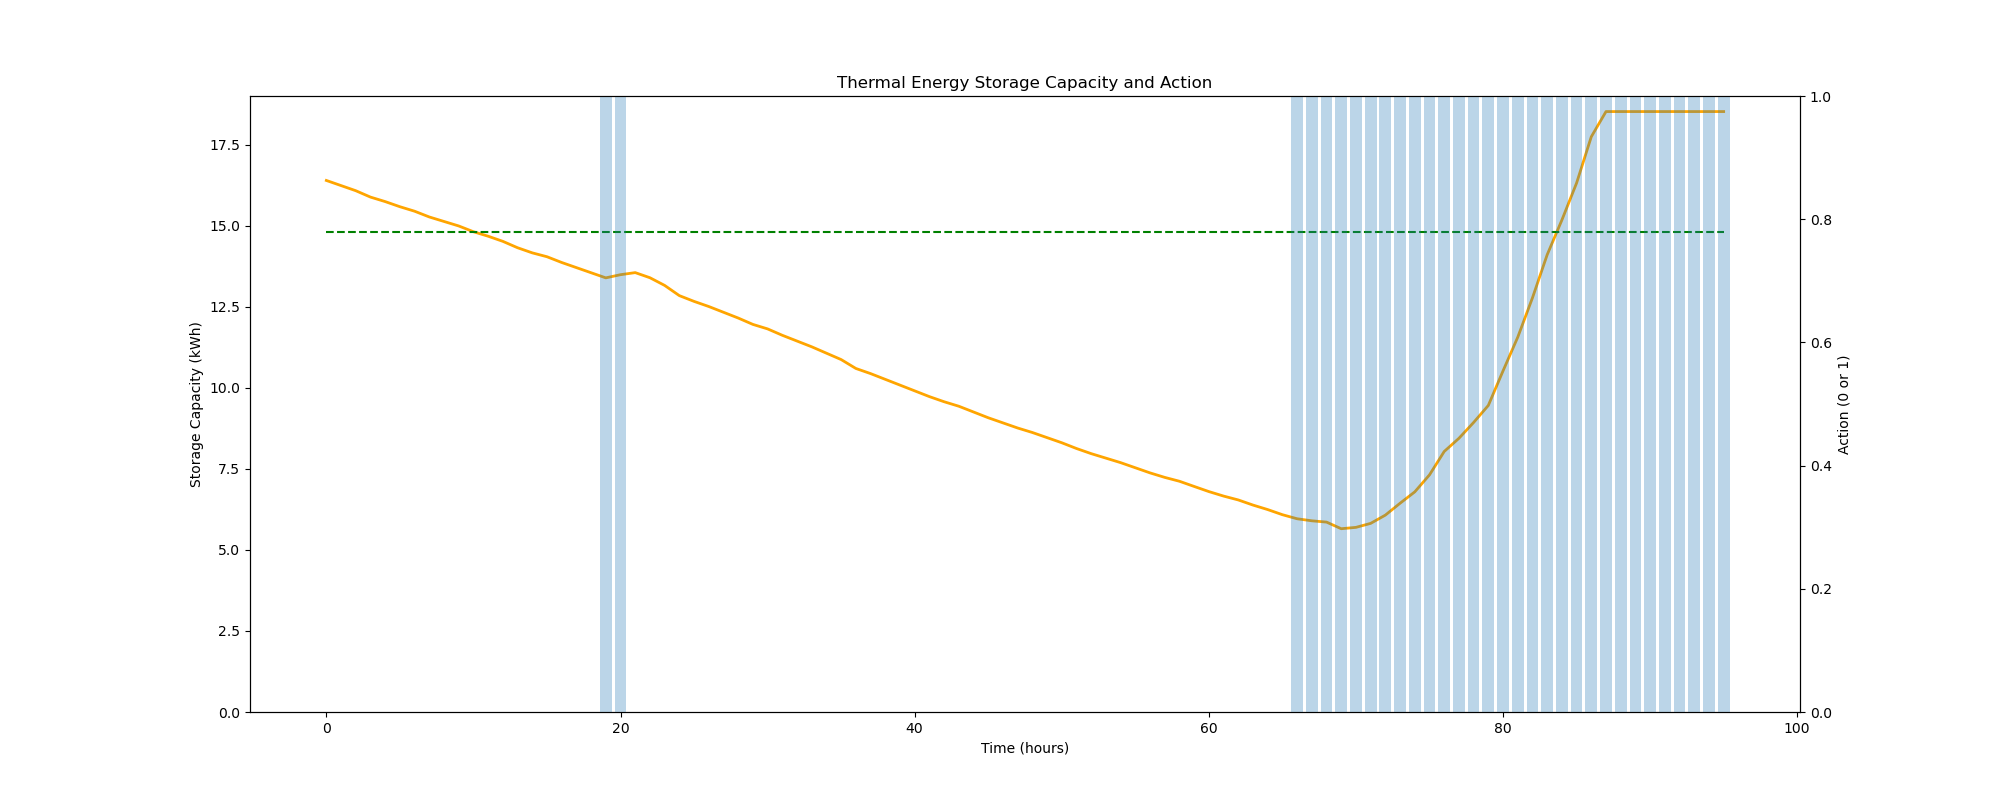 Thermal Energy Storage Capacity and Action
Storage Capacity (kWh)
17.5
15.0
12.5
10.0
7.5
5.0
2.5
0.0
1.0
0.8
0.6
0.4
0.2
0.0
Action (0 or 1)
0 20 40 60 80 100
Time (hours)